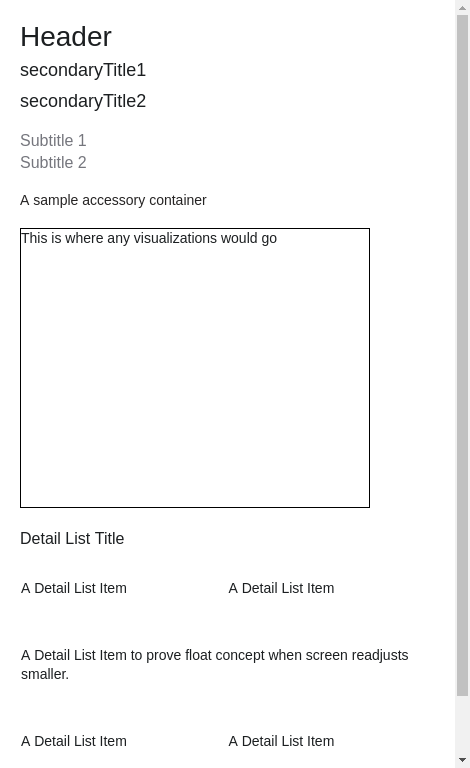 Header
secondaryTitle1
secondaryTitle2
Subtitle 1
Subtitle 2
A sample accessory container
This is where any visualizations would go
Detail List Title
A Detail List Item
A Detail List Item
A Detail List Item to prove float concept when screen readjusts
smaller.
A Detail List Item
A Detail List Item